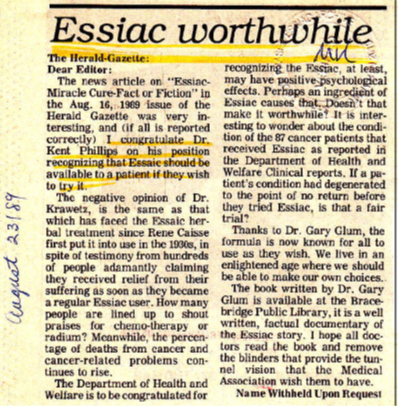 Essiac worthwhile
The Herald-Gazette:
Dear Editor:
The news article on "Essiac-
Miracle Cure-Fact or Fiction" in
the Aug. 16, 1989 issue of the
Herald Gazette was very in-
teresting, and (if all is reported
correctly) I congratulate Dr.
Kent Phillips on his position
recognizing that Essaic should be
available to a patient if they wish
to try it.
The negative opinion of Dr.
Krawetz, is the same as that
which has faced the Essaic her-
bal treatment since Rene Caisse
first put it into use in the 1930s, in
spite of testimony from hundreds
of people adamantly claiming
they received relief from their
suffering as soon as they became
a regular Essiac user. How many
people are lined up to shout
praises for chemo-therapy or
radium? Meanwhile, the percen-
tage of deaths from cancer and
cancer-related problems con-
tinues to rise.
The Department of Health and
Welfare is to be congratulated for
recognizing the Essiac, at least,
may have positive psychological
effects. Perhaps an ingredient of
Essiac causes that. Doesn't that
make it worthwhile? It is inter-
esting to wonder about the condi-
tion of the 87 cancer patients that
received Essiac as reported in
the Department of Health and
Welfare Clinical reports. If a pa-
tient's condition had degenerated
to the point of no return before
they tried Essiac, is that a fair
trial?
Thanks to Dr. Gary Glum, the
formula is now known for all to
use as they wish. We live in an
enlightened age where we should
be able to make our own choices.
The book written by Dr. Gary
Glum is available at the Brace-
bridge Public Library, it is a well
written, factual documentary of
the Essiac story. I hope all doc-
tors read the book and remove
the blinders that provide the tun-
nel vision that the Medical
Association wish them to have.
Name Withheld Upon Request
August 23/89